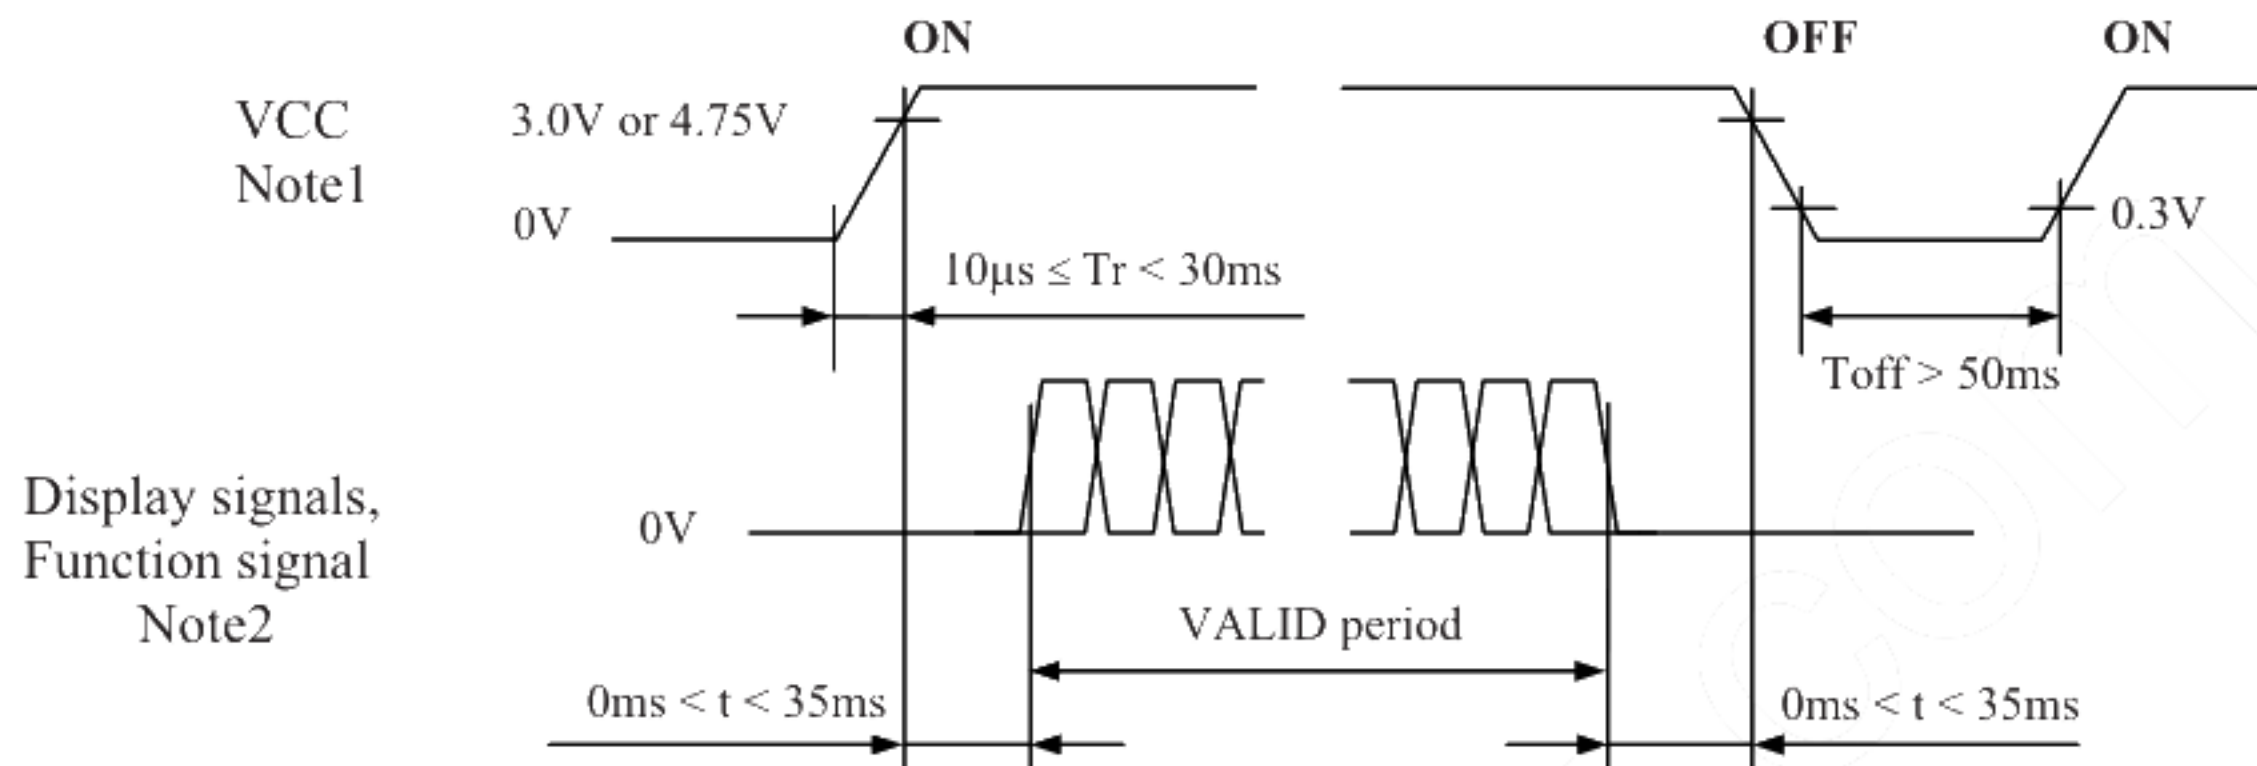 ON
OFF
ON
VCC
Note1
3.0V or 4.75V
0V
0.3V
10μs ≤ Tr < 30ms
Toff > 50ms
Display signals,
Function signal
Note2
0V
VALID period
0ms < t < 35ms
0ms < t < 35ms
com